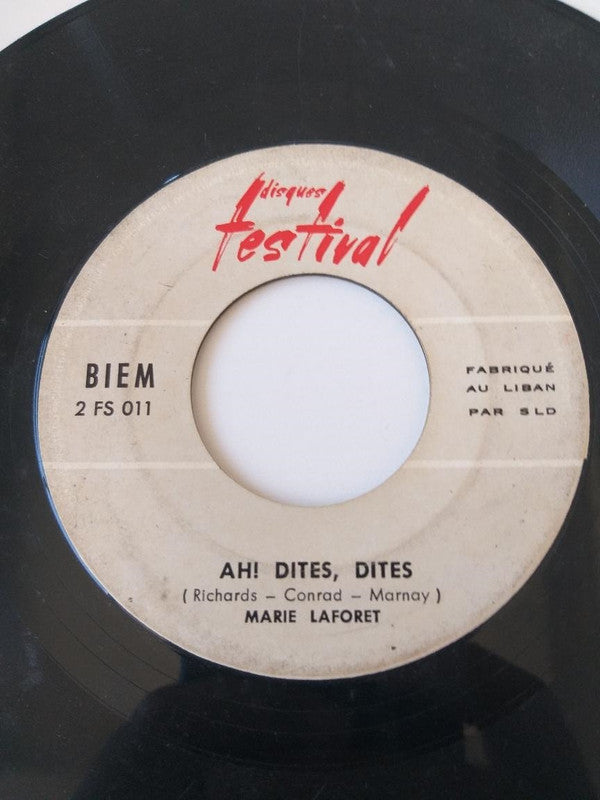 disques
festival
BIEM
2 FS 011
FABRIQUÉ
AU LIBAN
PAR SLD
AH! DITES, DITES
( Richards – Conrad – Marnay )
MARIE LAFORET